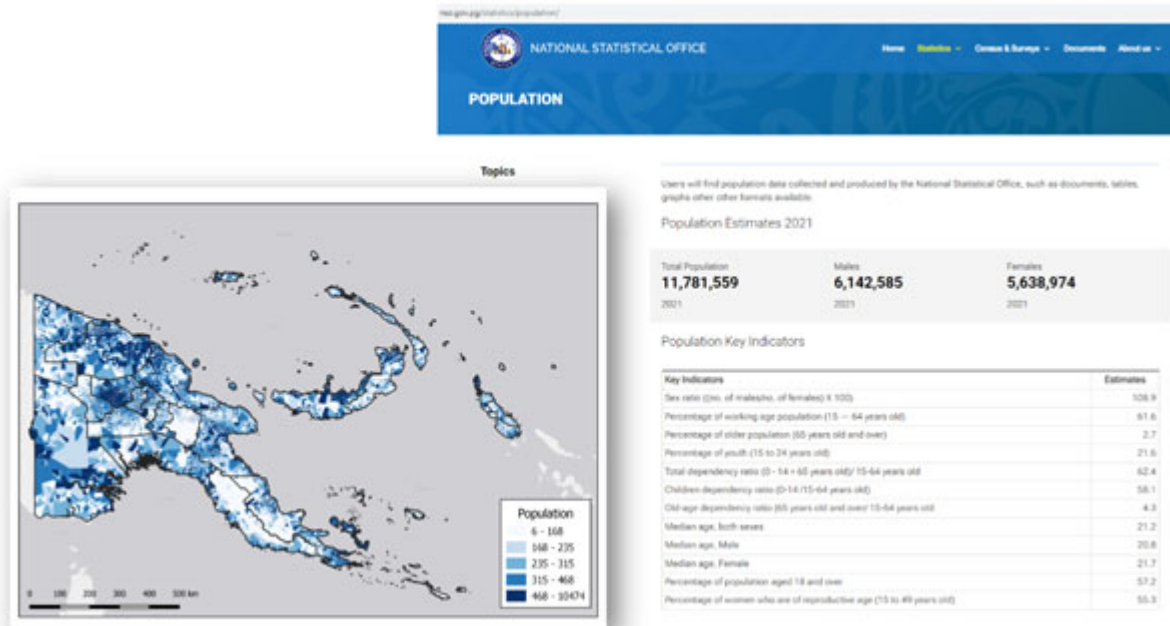 nso.gov.pg/statistics/population/
NATIONAL STATISTICAL OFFICE
Home Statistics Census & Surveys Documents About us
POPULATION
Topics
Users will find population data collected and produced by the National Statistical Office, such as documents, tables,
graphs other other formats available.
Population Estimates 2021
Total Population Males Females
11,781,559 6,142,585 5,638,974
2021 2021 2021
Population Key Indicators
Key Indicators Estimates
Sex ratio ((no. of males/no. of females) X 100) 108.9
Percentage of working age population (15 – 64 years old) 61.6
Percentage of older population (65 years old and over) 2.7
Percentage of youth (15 to 24 years old) 21.6
Total dependency ratio (0 - 14 + 65 years old)/ 15-64 years old 62.4
Children dependency ratio (0-14 /15-64 years old) 58.1
Old-age dependency ratio (65 years old and over/ 15-64 years old 4.3
Median age, both sexes 21.2
Median age, Male 20.8
Median age, Female 21.7
Percentage of population aged 18 and over 57.2
Percentage of women who are of reproductive age (15 to 49 years old) 55.3
Population
6 - 168
168 - 235
235 - 315
315 - 468
468 - 10474
0 100 200 300 400 500 km